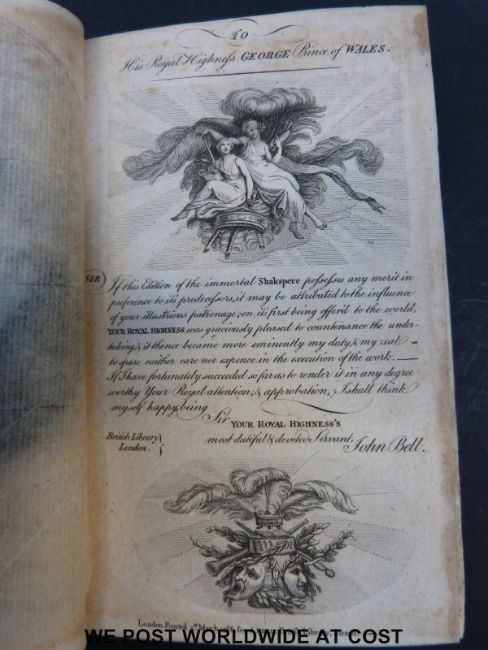 TO
His Royal Highneſs GEORGE Prince of WALES.
SIR
If this Edition of the immortal Shakspere poſseſses any merit in
preference to its predeceſsors, it may be attributed to the influence
of your illustrious patronage; on its first being offer'd to the world,
YOUR ROYAL HIGHNESS was graciously pleased to countenance the under-
taking & it then became more eminently my duty & my zeal
to spare neither care nor expence in the execution of the work.
If I have fortunately succeeded so far as to render it in any degree
worthy Your Royal attention, & approbation, I shall think
myself happy; being
Sir YOUR ROYAL HIGHNESS'S
British Library
London.
most dutiful & devoted Servant,
John Bell.
London Printed
WE POST WORLDWIDE AT COST